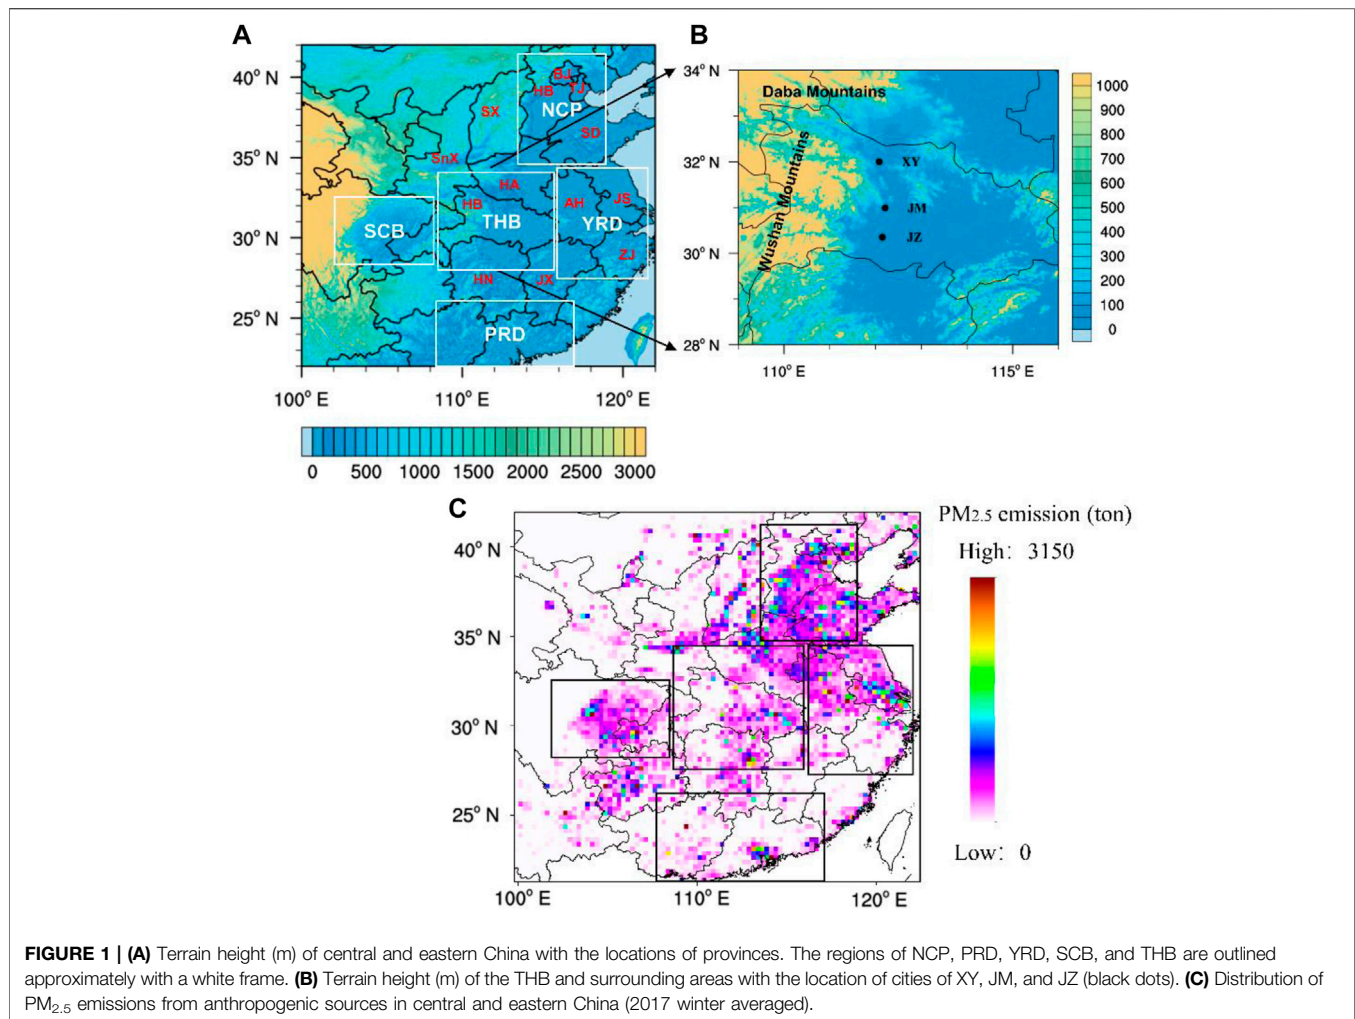 A
40° N
35° N
30° N
25° N
100° E
110° E
120° E
BJ
HB
TJ
NCP
SX
SD
SnX
HA
HB
THB
AH
JS
YRD
ZJ
SCB
HN
JX
PRD
0 500 1000 1500 2000 2500 3000
B
34° N
32° N
30° N
28° N
110° E
115° E
Daba Mountains
Wushan Mountains
XY
JM
JZ
1000
900
800
700
600
500
400
300
200
100
0
C
40° N
35° N
30° N
25° N
100° E
110° E
120° E
PM2.5 emission (ton)
High: 3150
Low: 0
FIGURE 1 | (A) Terrain height (m) of central and eastern China with the locations of provinces. The regions of NCP, PRD, YRD, SCB, and THB are outlined
approximately with a white frame. (B) Terrain height (m) of the THB and surrounding areas with the location of cities of XY, JM, and JZ (black dots). (C) Distribution of
PM2.5 emissions from anthropogenic sources in central and eastern China (2017 winter averaged).